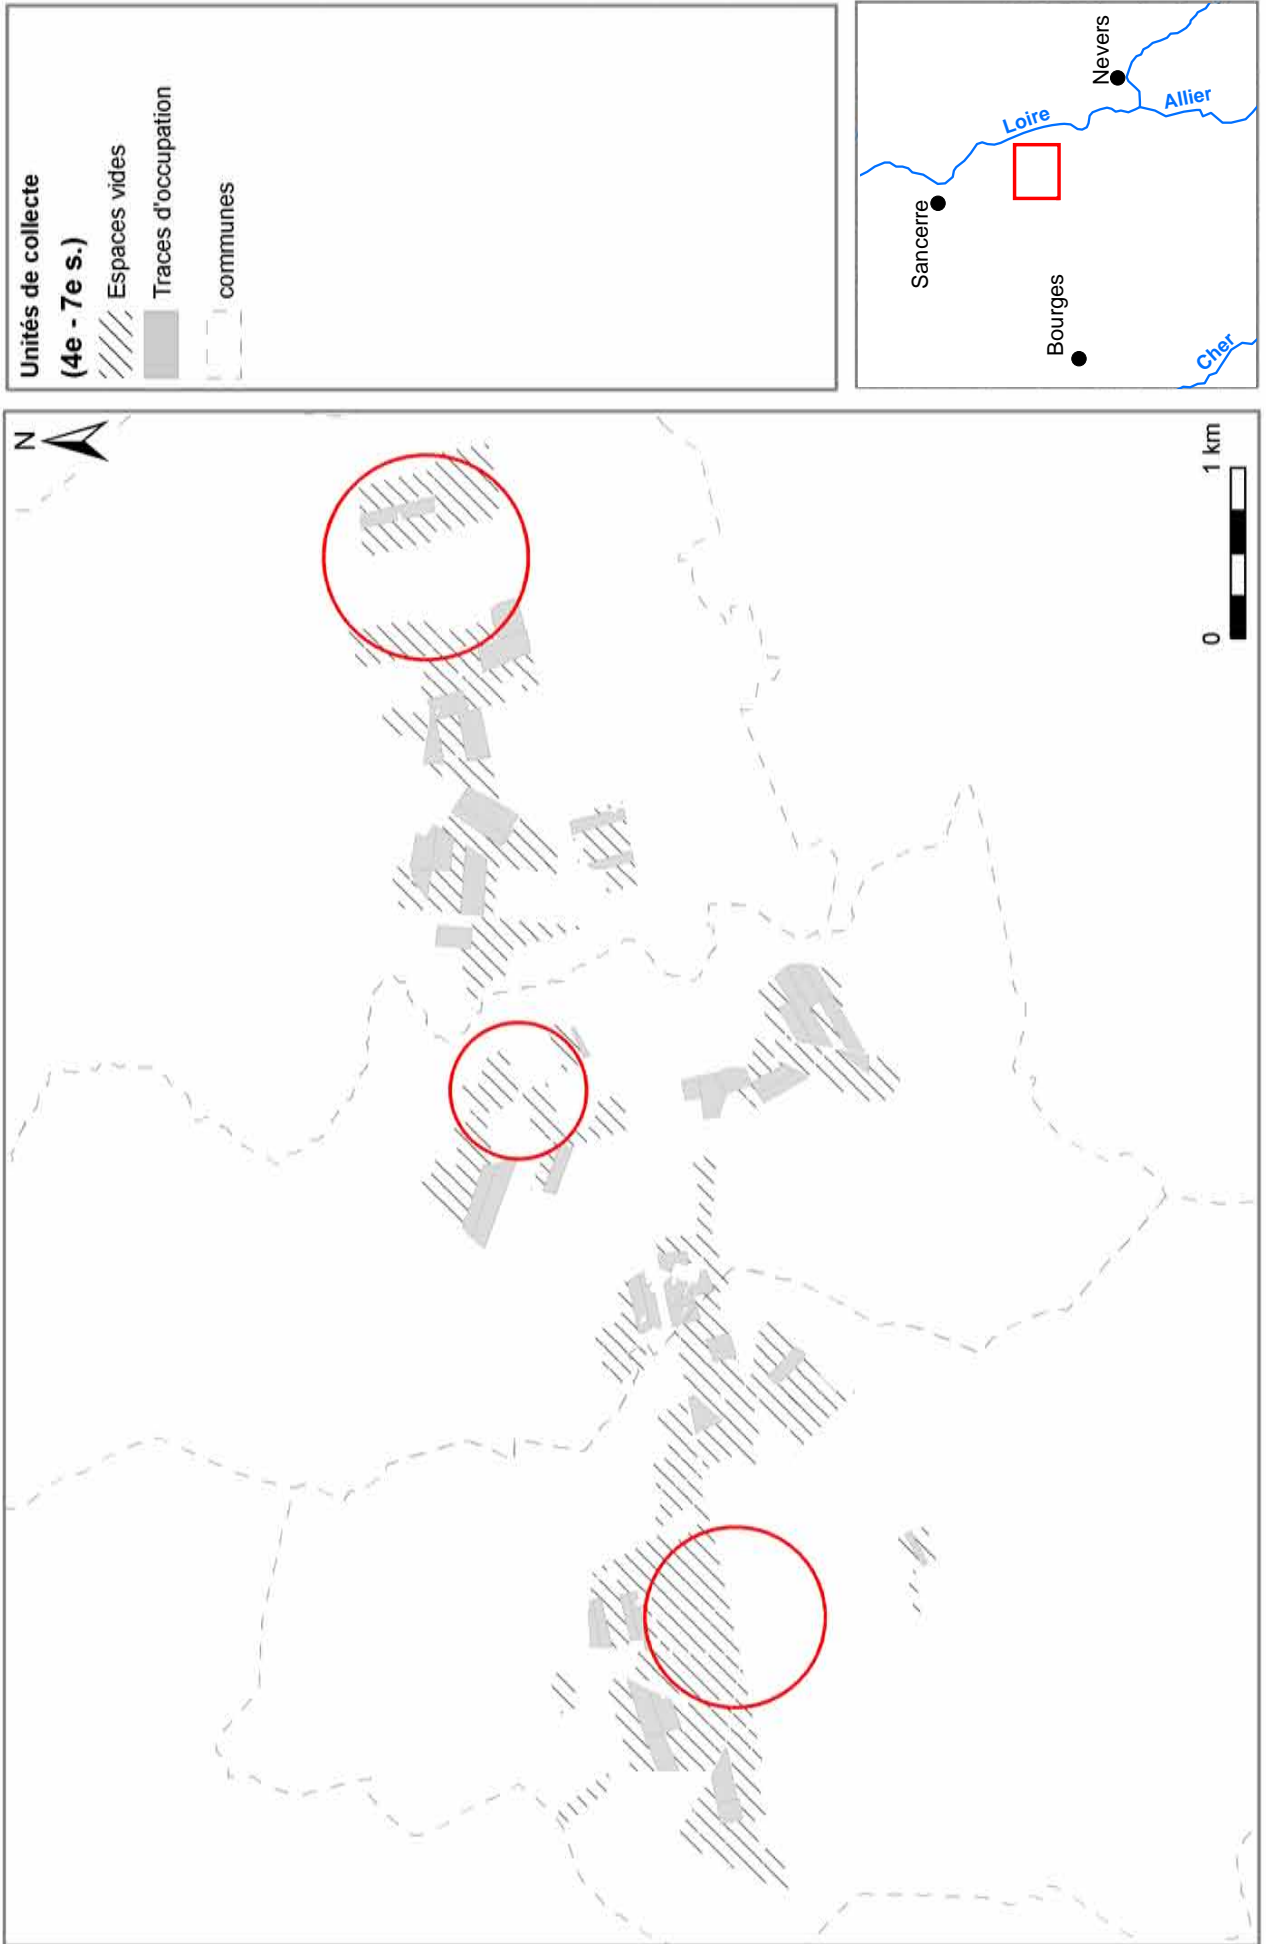 Unités de collecte
(4e - 7e s.)
Espaces vides
Traces d'occupation
communes
N
0
1 km
Sancerre
Bourges
Nevers
Loire
Allier
Cher